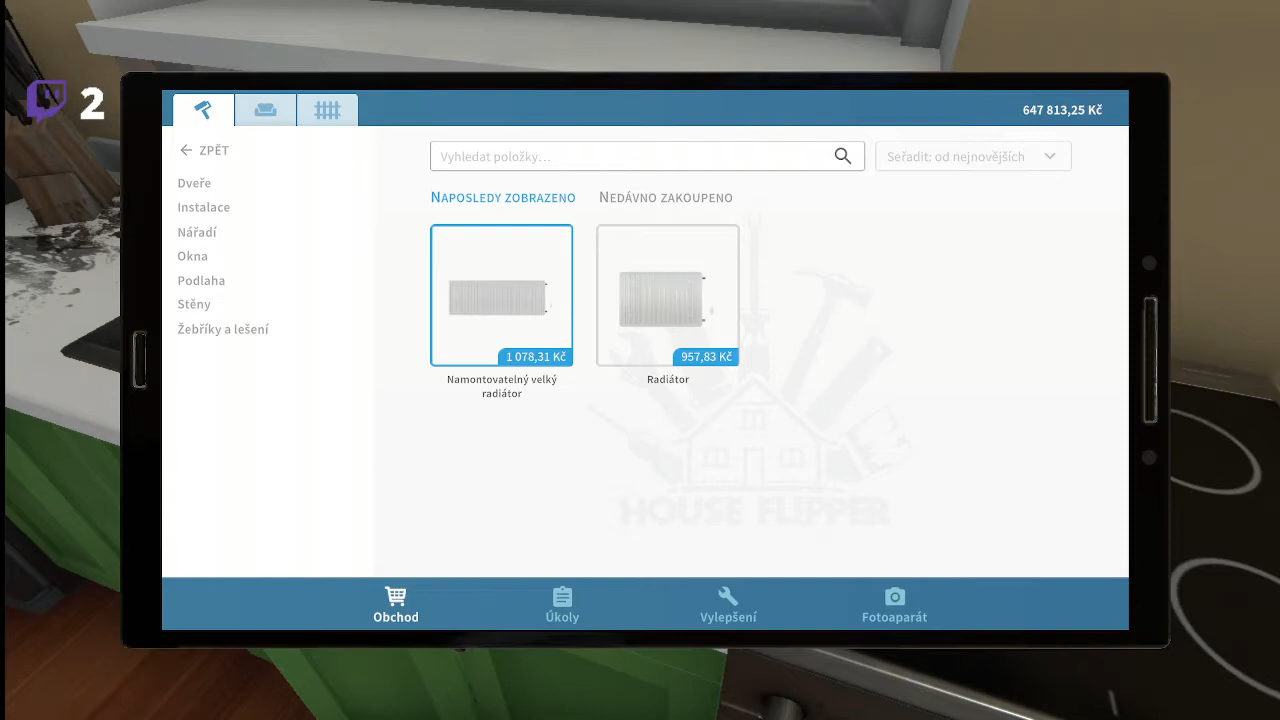 2
647 813,25 Kč
ZPĚT
Vyhledat položky...
Seřadit: od nejnovějších
Dveře
Instalace
Nářadí
Okna
Podlaha
Stěny
Žebříky a lešení
NAPOSLEDY ZOBRAZENO
NEDÁVNO ZAKOUPENO
1 078,31 Kč
957,83 Kč
Namontovatelný velký
radiátor
Radiátor
HOUSE FLIPPER
Obchod
Úkoly
Vylepšení
Fotoaparát